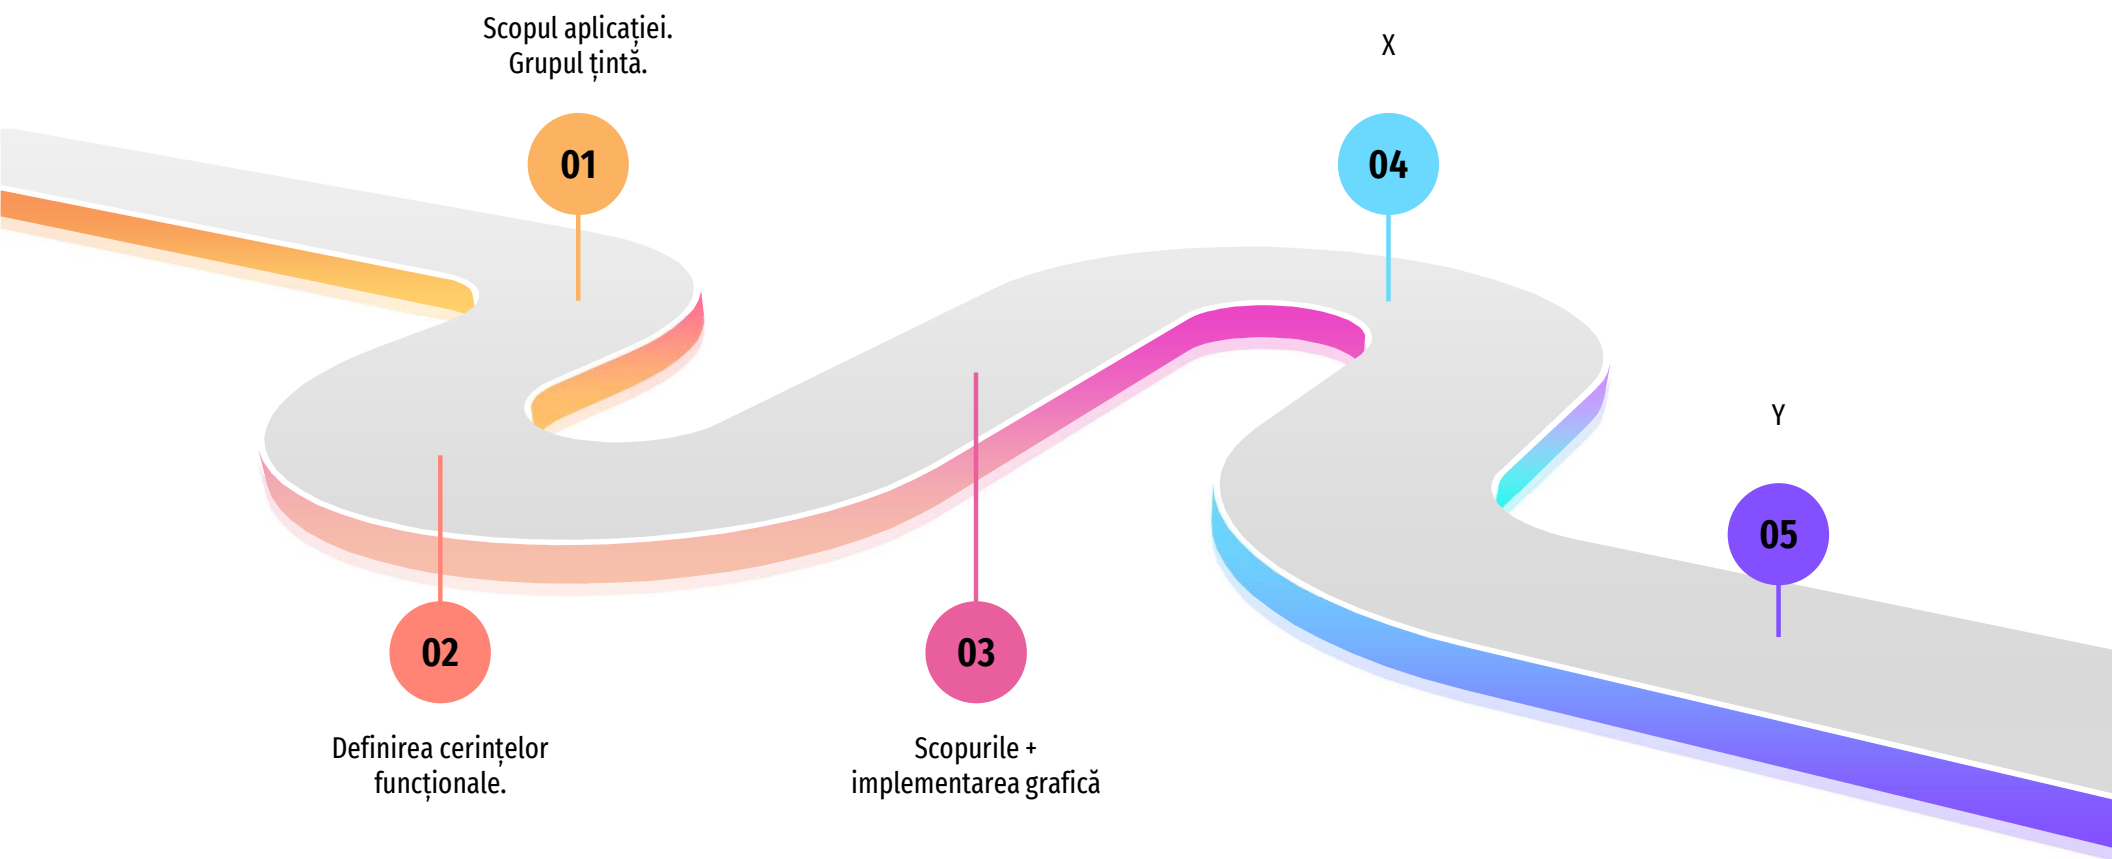 Scopul aplicației.
Grupul țintă.
01
02
Definirea cerințelor
funcționale.
03
Scopurile +
implementarea grafică
X
04
Y
05